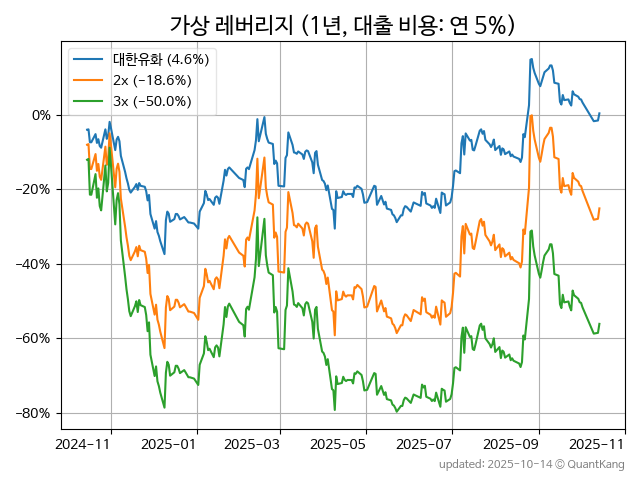 가상 레버리지 (1년, 대출 비용: 연 5%)
대한유화 (4.6%)
2x (−18.6%)
3x (−50.0%)
0%
−20%
−40%
−60%
−80%
2024-11 2025-01 2025-03 2025-05 2025-07 2025-09 2025-11
updated: 2025-10-14 © QuantKang